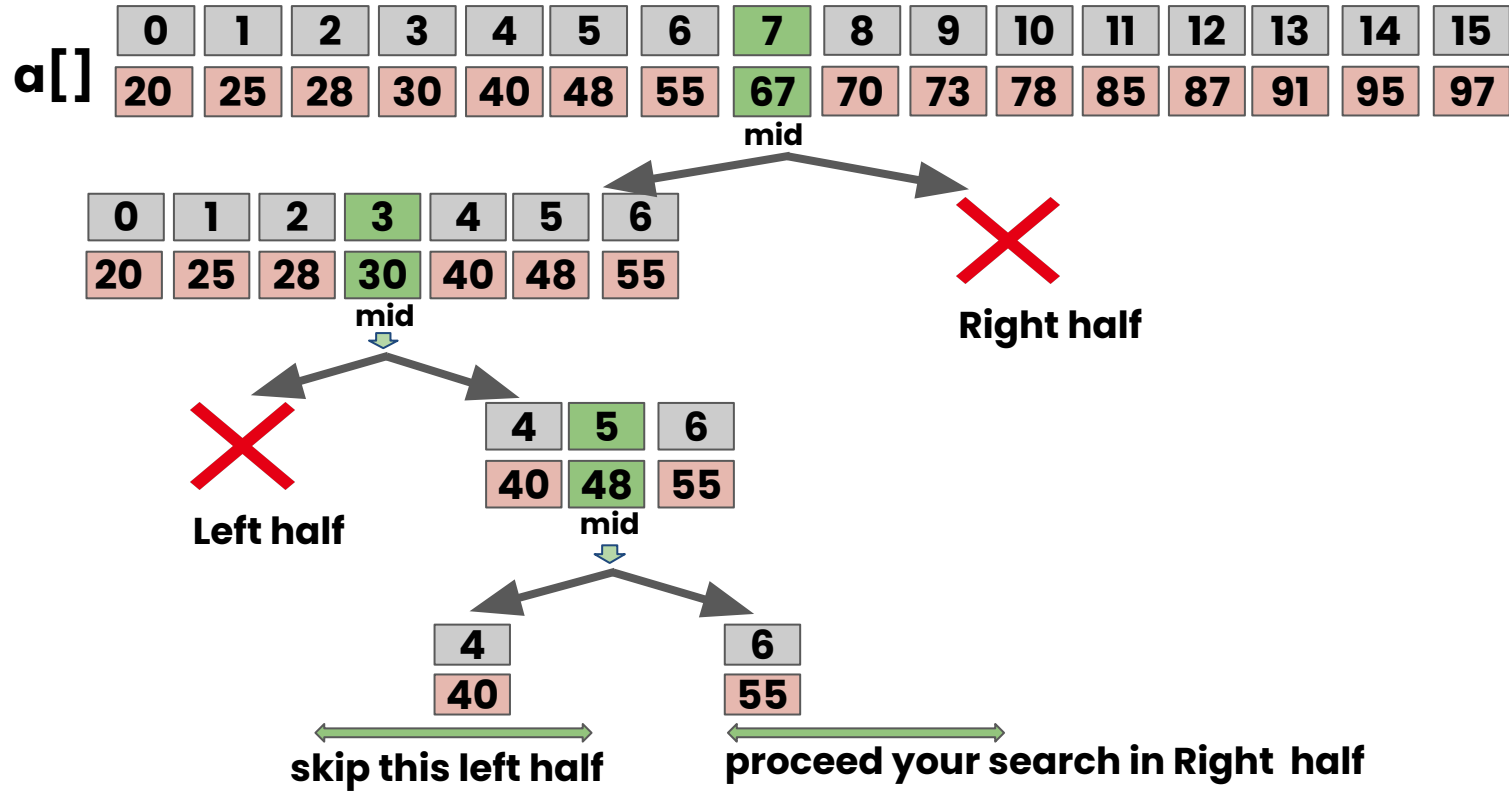 0 1 2 3 4 5 6 7 8 9 10 11 12 13 14 15
a[] 20 25 28 30 40 48 55 67 70 73 78 85 87 91 95 97
mid
0 1 2 3 4 5 6
20 25 28 30 40 48 55
mid
Right half
4 5 6
40 48 55
Left half
mid
4 6
40 55
skip this left half
proceed your search in Right half